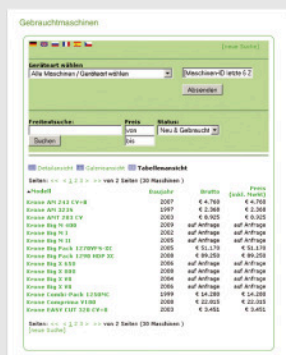 Gebrauchtmaschinen
[neue Suche]
Geräteart wählen
Alle Maschinen / Geräteart wählen
Maschinen-ID letzte 6 Z
Absenden
Freitextsuche:
Preis
Status:
von
Neu & Gebraucht
Suchen
bis
Detailansicht Galerieansicht Tabellenansicht
Seiten: << < 1 2 3 > >> von 2 Seiten (30 Maschinen )
Modell Baujahr Brutto Preis (exkl. MwSt)
Krone AM 243 CV+B 2007 € 4.760 € 4.760
Krone AM 323S 1997 € 2.368 € 2.368
Krone AMT 283 CV 2003 € 8.925 € 8.925
Krone Big M 400 2009 auf Anfrage auf Anfrage
Krone Big M I 2002 auf Anfrage auf Anfrage
Krone Big M II 2005 auf Anfrage auf Anfrage
Krone Big Pack 1270VFS-DC 2005 € 51.170 € 51.170
Krone Big Pack 1290 HDP DC 2008 € 89.250 € 89.250
Krone Big X 650 2006 auf Anfrage auf Anfrage
Krone Big X 800 2008 auf Anfrage auf Anfrage
Krone Big X V8 2004 auf Anfrage auf Anfrage
Krone Big X V8 2006 auf Anfrage auf Anfrage
Krone Combi-Pack 1250MC 1999 € 14.280 € 14.280
Krone Comprima V180 2008 € 22.015 € 22.015
Krone EASY CUT 320 CV+B 2003 € 3.451 € 3.451
Seiten: << < 1 2 3 > >> von 2 Seiten (30 Maschinen )
[neue Suche]